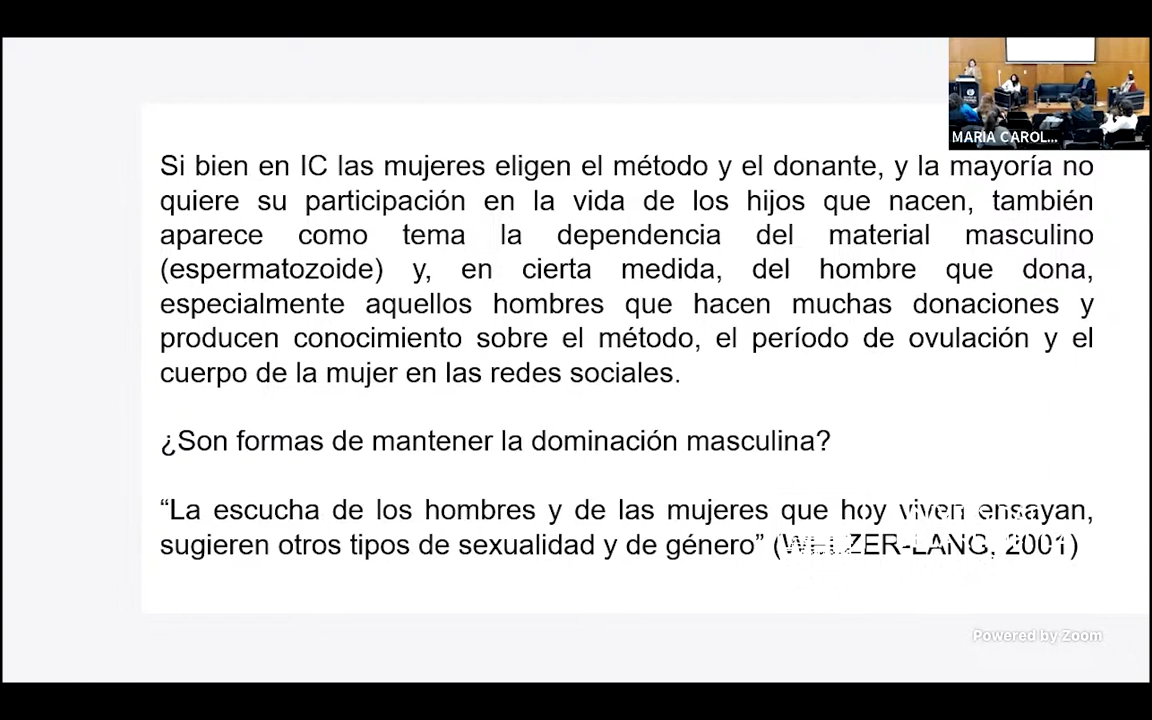 MARIA CAROL...
Si bien en IC las mujeres eligen el método y el donante, y la mayoría no
quiere su participación en la vida de los hijos que nacen, también
aparece como tema la dependencia del material masculino
(espermatozoide) y, en cierta medida, del hombre que dona,
especialmente aquellos hombres que hacen muchas donaciones y
producen conocimiento sobre el método, el período de ovulación y el
cuerpo de la mujer en las redes sociales.
¿Son formas de mantener la dominación masculina?
“La escucha de los hombres y de las mujeres que hoy viven, ensayan,
sugieren otros tipos de sexualidad y de género” (WELZER-LANG, 2001)
Powered by Zoom